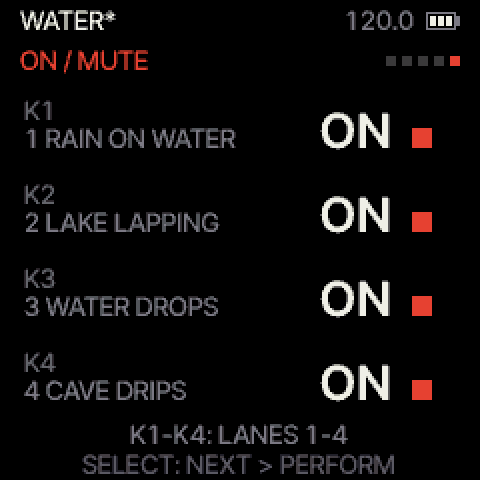 WATER* 120.0
ON / MUTE
K1
1 RAIN ON WATER ON
K2
2 LAKE LAPPING ON
K3
3 WATER DROPS ON
K4
4 CAVE DRIPS ON
K1-K4: LANES 1-4
SELECT: NEXT > PERFORM